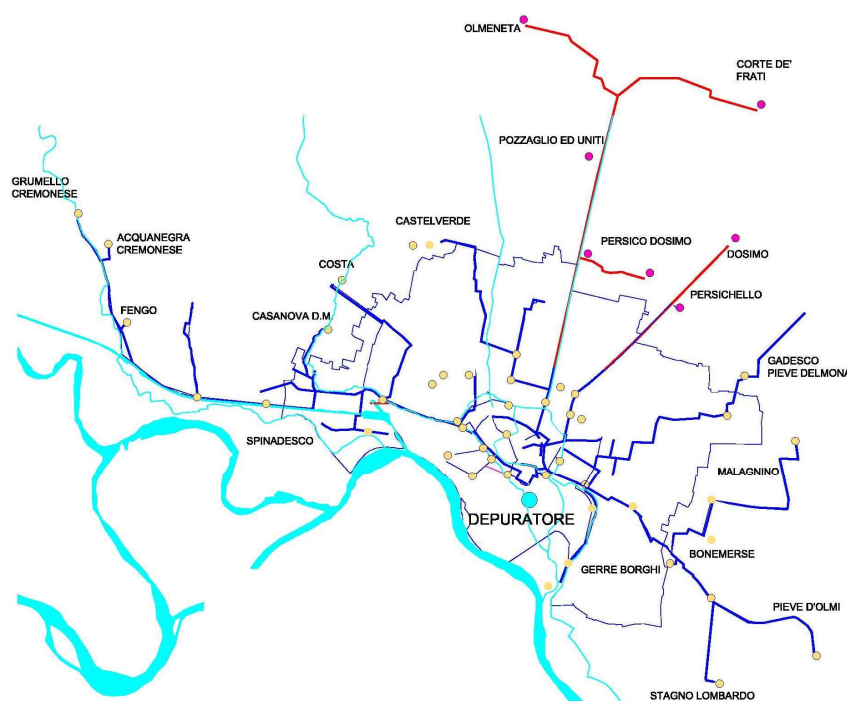 OLMENETA
CORTE DE'
FRATI
POZZAGLIO ED UNITI
GRUMELLO
CREMONESE
ACQUANEGRA
CREMONESE
CASTELVERDE
PERSICO DOSIMO
DOSIMO
COSTA
PERSICHELLO
FENGO
CASANOVA D.M.
GADESCO
PIEVE DELMONA
SPINADESCO
MALAGNINO
DEPURATORE
BONEMERSE
GERRE BORGHI
PIEVE D'OLMI
STAGNO LOMBARDO